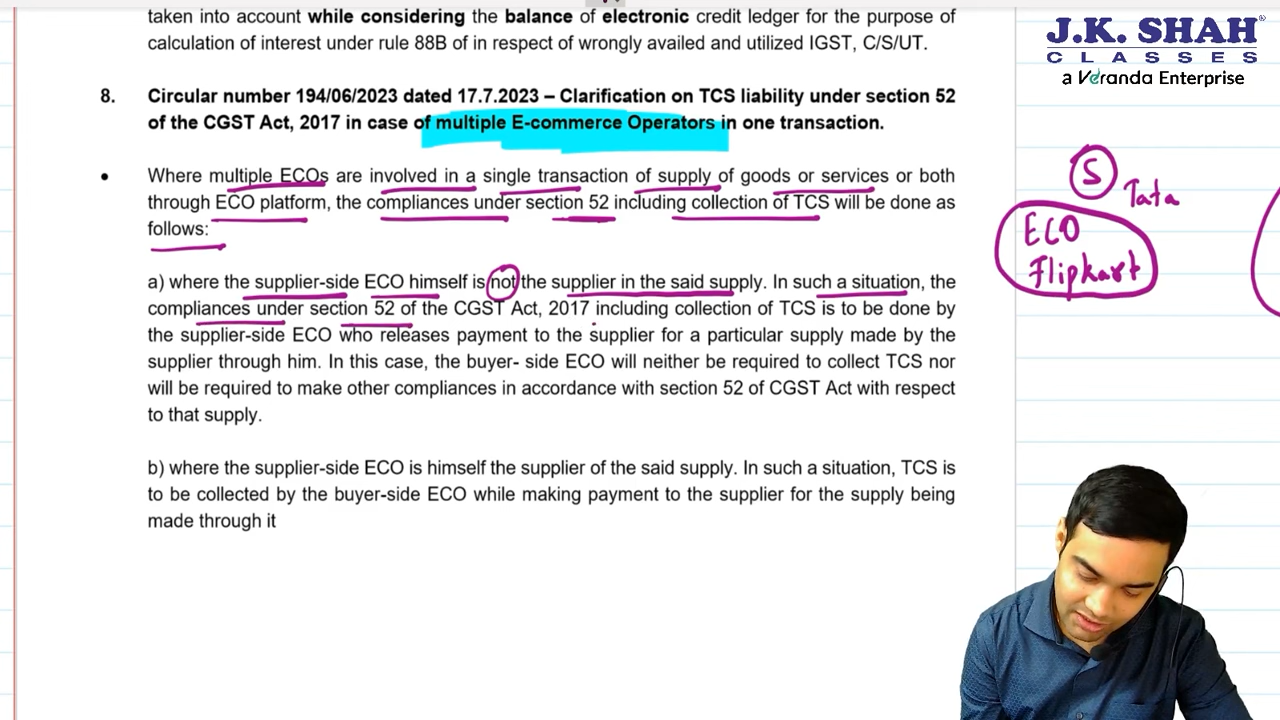 taken into account while considering the balance of electronic credit ledger for the purpose of
calculation of interest under rule 88B of in respect of wrongly availed and utilized IGST, C/S/UT.
J.K. SHAH®
CLASSES
a Veranda Enterprise
8. Circular number 194/06/2023 dated 17.7.2023 – Clarification on TCS liability under section 52
of the CGST Act, 2017 in case of multiple E-commerce Operators in one transaction.
• Where multiple ECOs are involved in a single transaction of supply of goods or services or both
through ECO platform, the compliances under section 52 including collection of TCS will be done as
follows:
S
Tata
ECO
Flipkart
a) where the supplier-side ECO himself is not the supplier in the said supply. In such a situation, the
compliances under section 52 of the CGST Act, 2017 including collection of TCS is to be done by
the supplier-side ECO who releases payment to the supplier for a particular supply made by the
supplier through him. In this case, the buyer- side ECO will neither be required to collect TCS nor
will be required to make other compliances in accordance with section 52 of CGST Act with respect
to that supply.
b) where the supplier-side ECO is himself the supplier of the said supply. In such a situation, TCS is
to be collected by the buyer-side ECO while making payment to the supplier for the supply being
made through it